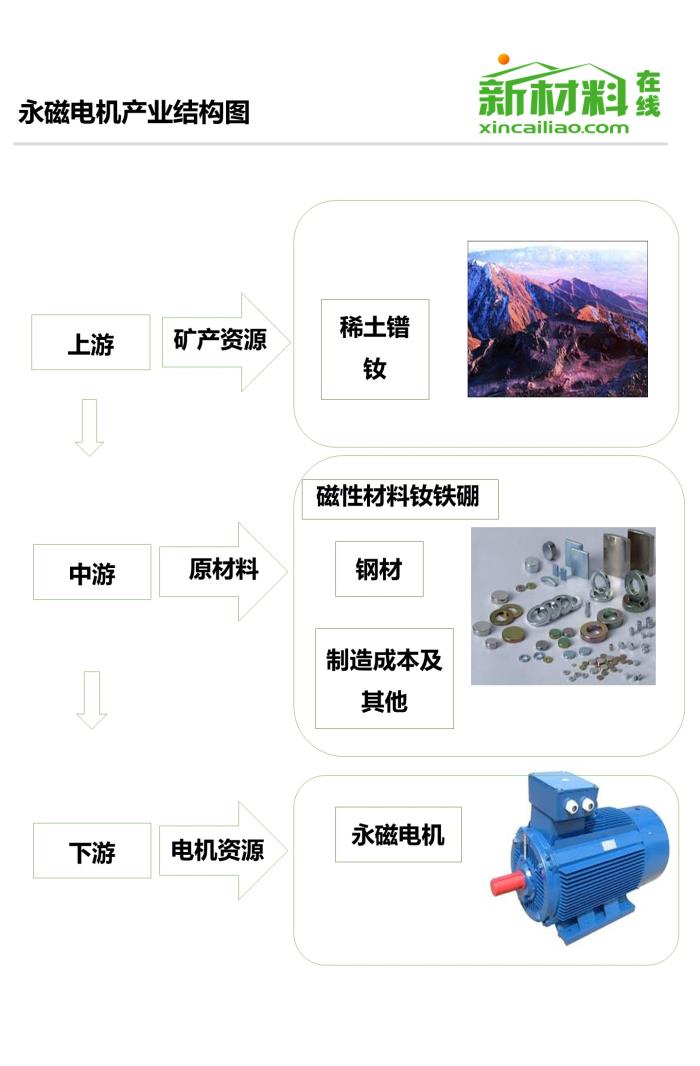 永磁电机产业结构图
新材料在线
xincailiao.com
上游
矿产资源
稀土镨
钕
磁性材料钕铁硼
中游
原材料
钢材
制造成本及
其他
下游
电机资源
永磁电机